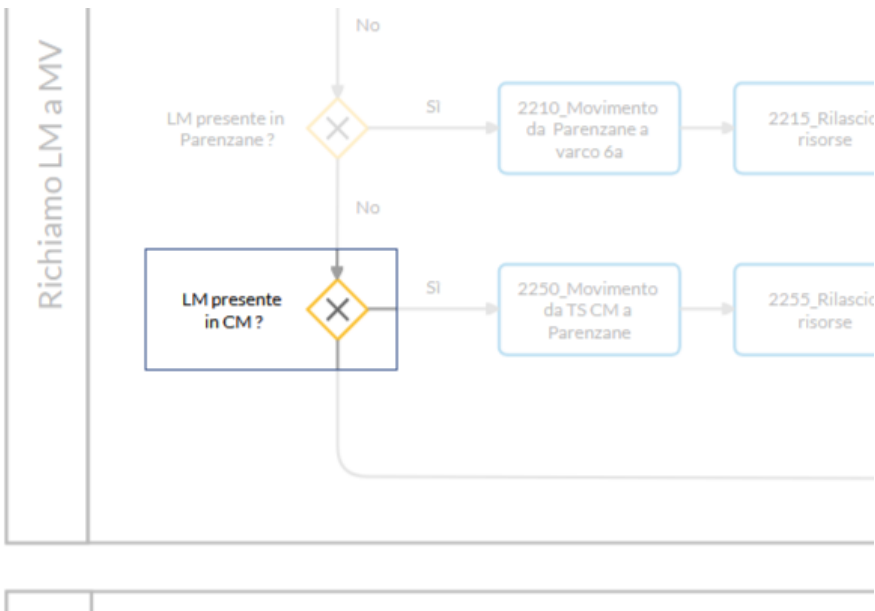 Richiamo LM a MV
No
LM presente in
Parenzane ?
SI
2210_Movimento
da Parenzane a
varco 6a
2215_Rilascio
risorse
No
LM presente
in CM ?
SI
2250_Movimento
da TS CM a
Parenzane
2255_Rilascio
risorse